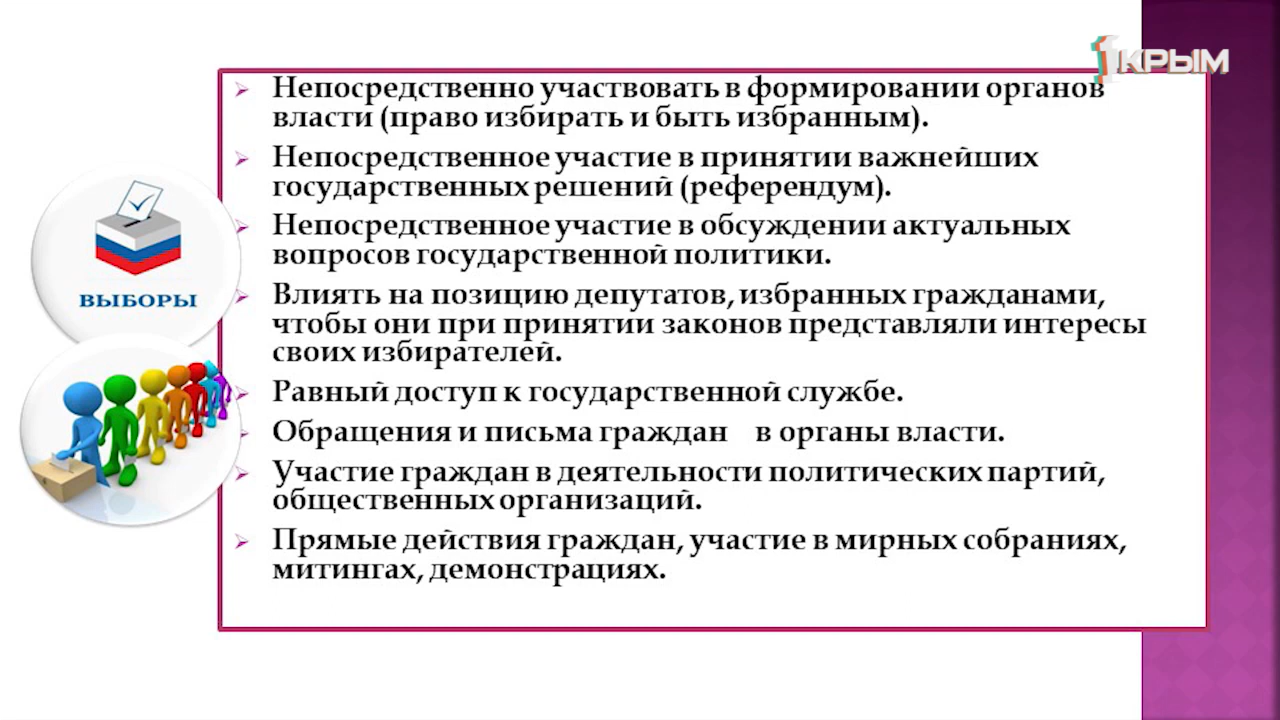 1КРЫМ
Непосредственно участвовать в формировании органов
власти (право избирать и быть избранным).
Непосредственное участие в принятии важнейших
государственных решений (референдум).
Непосредственное участие в обсуждении актуальных
вопросов государственной политики.
Влиять на позицию депутатов, избранных гражданами,
чтобы они при принятии законов представляли интересы
своих избирателей.
Равный доступ к государственной службе.
Обращения и письма граждан в органы власти.
Участие граждан в деятельности политических партий,
общественных организаций.
Прямые действия граждан, участие в мирных собраниях,
митингах, демонстрациях.
ВЫБОРЫ